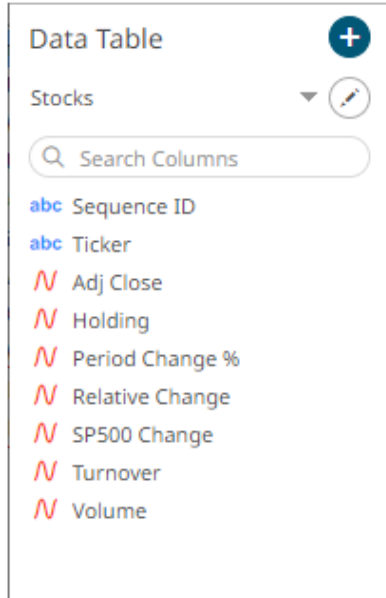 Data Table
Stocks
Search Columns
abc Sequence ID
abc Ticker
Adj Close
Holding
Period Change %
Relative Change
SP500 Change
Turnover
Volume